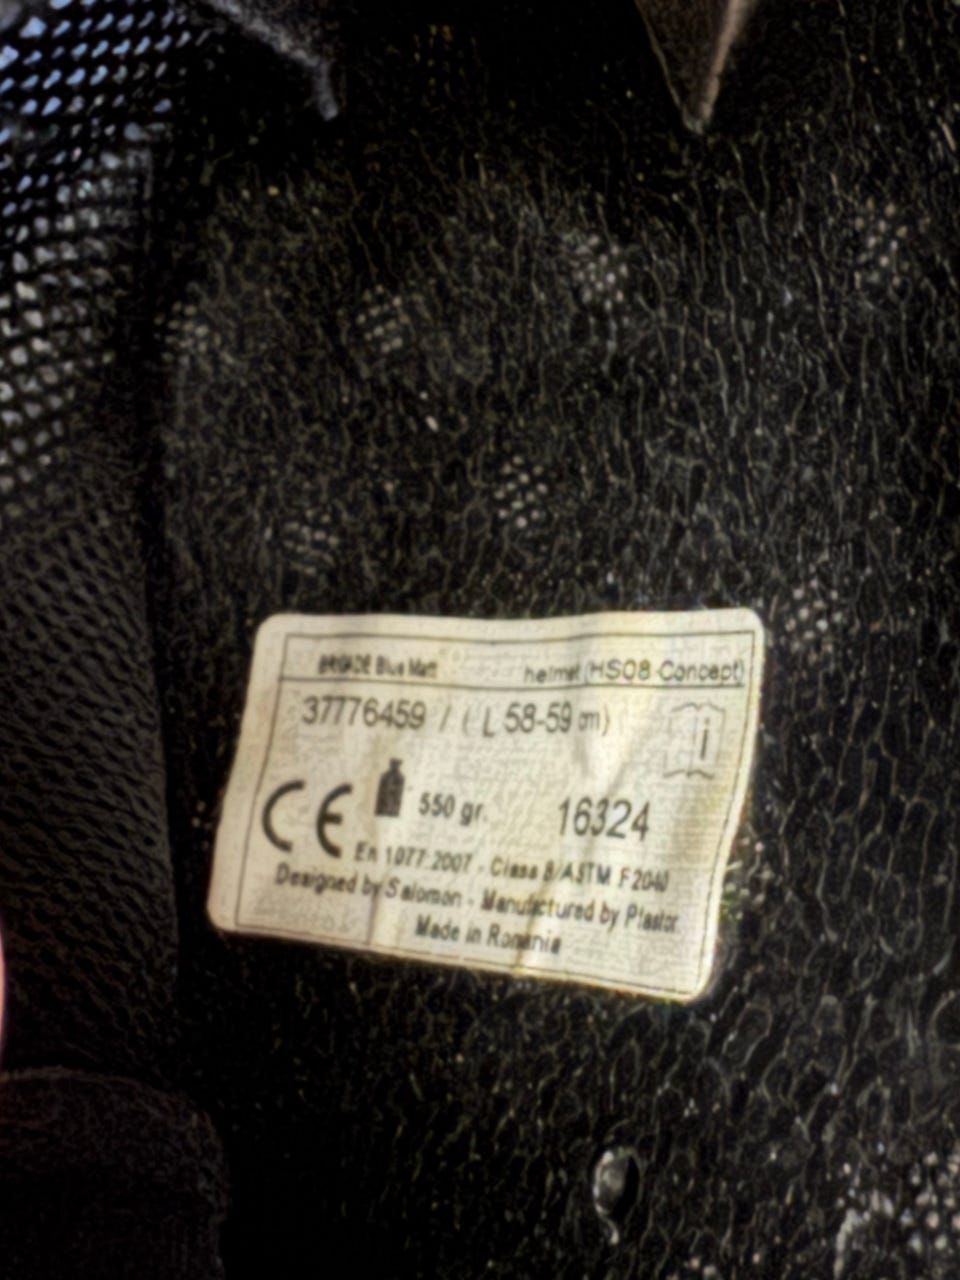 BRIGADE Blue Matt helmet (HS08 Concept)
37776459 / ( L 58-59 cm)
i
CE 550 gr. 16324
En 1077:2007 - Class B/ASTM F2040
Designed by Salomon - Manufactured by Plastor
Made in Romania